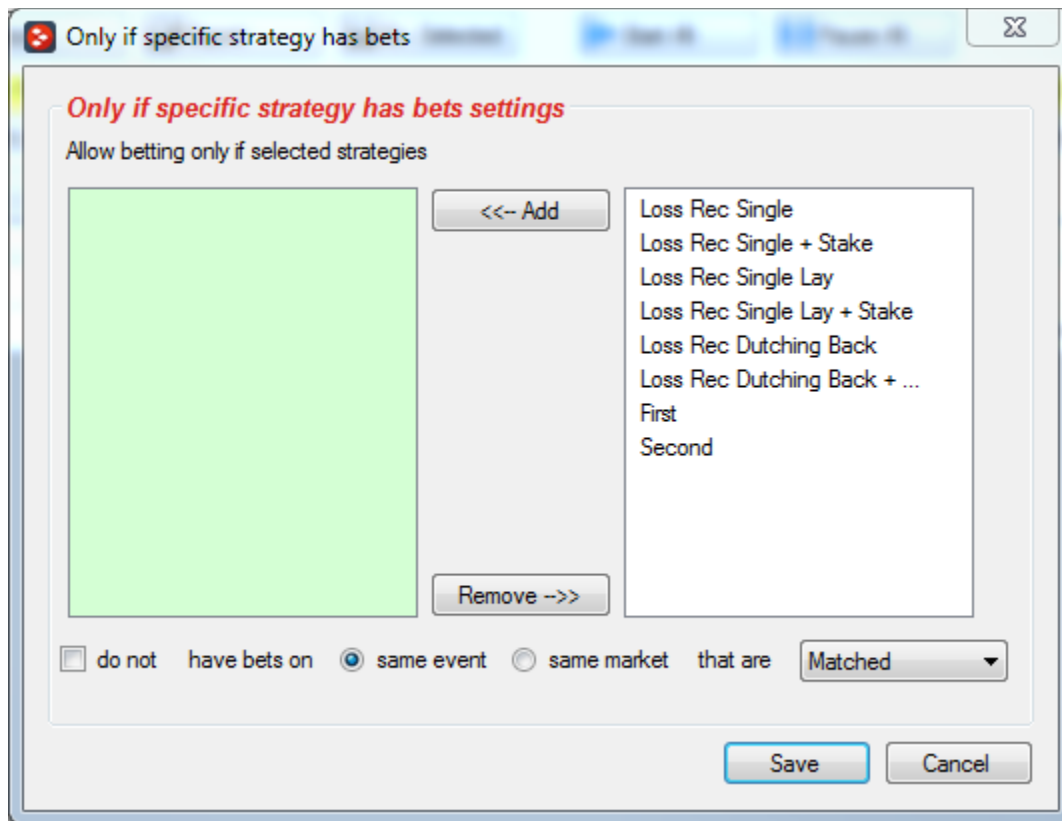 Only if specific strategy has bets
Only if specific strategy has bets settings
Allow betting only if selected strategies
<<-- Add
Loss Rec Single
Loss Rec Single + Stake
Loss Rec Single Lay
Loss Rec Single Lay + Stake
Loss Rec Dutching Back
Loss Rec Dutching Back + ...
First
Second
Remove -->>
do not have bets on same event same market that are Matched
Save Cancel